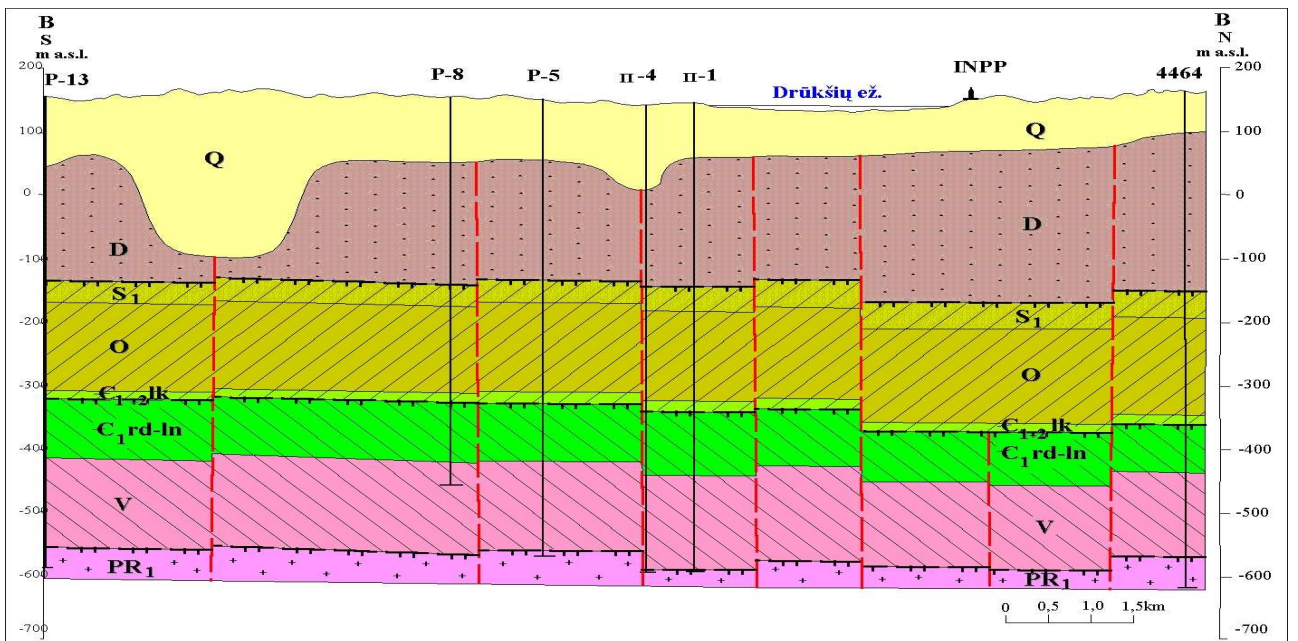 B
S
m a.s.l.
B
N
m a.s.l.
P-13
P-8
P-5
п-4
п-1
Drūkšių ež.
INPP
4464
200
100
0
-100
-200
-300
-400
-500
-600
-700
200
100
0
-100
-200
-300
-400
-500
-600
-700
Q
Q
D
D
S1
S1
O
O
C1-2lk
C1-2lk
C1rd-ln
C1rd-ln
V
V
PR1
PR1
0 0,5 1,0 1,5km